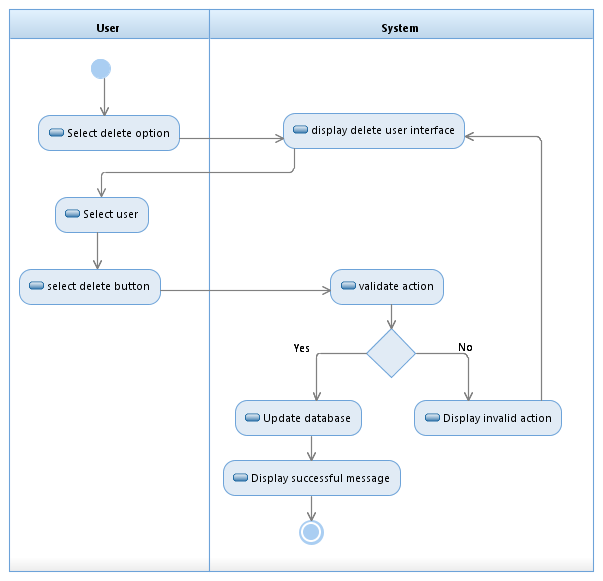 User
System
Select delete option
display delete user interface
Select user
select delete button
validate action
Yes
No
Update database
Display invalid action
Display successful message